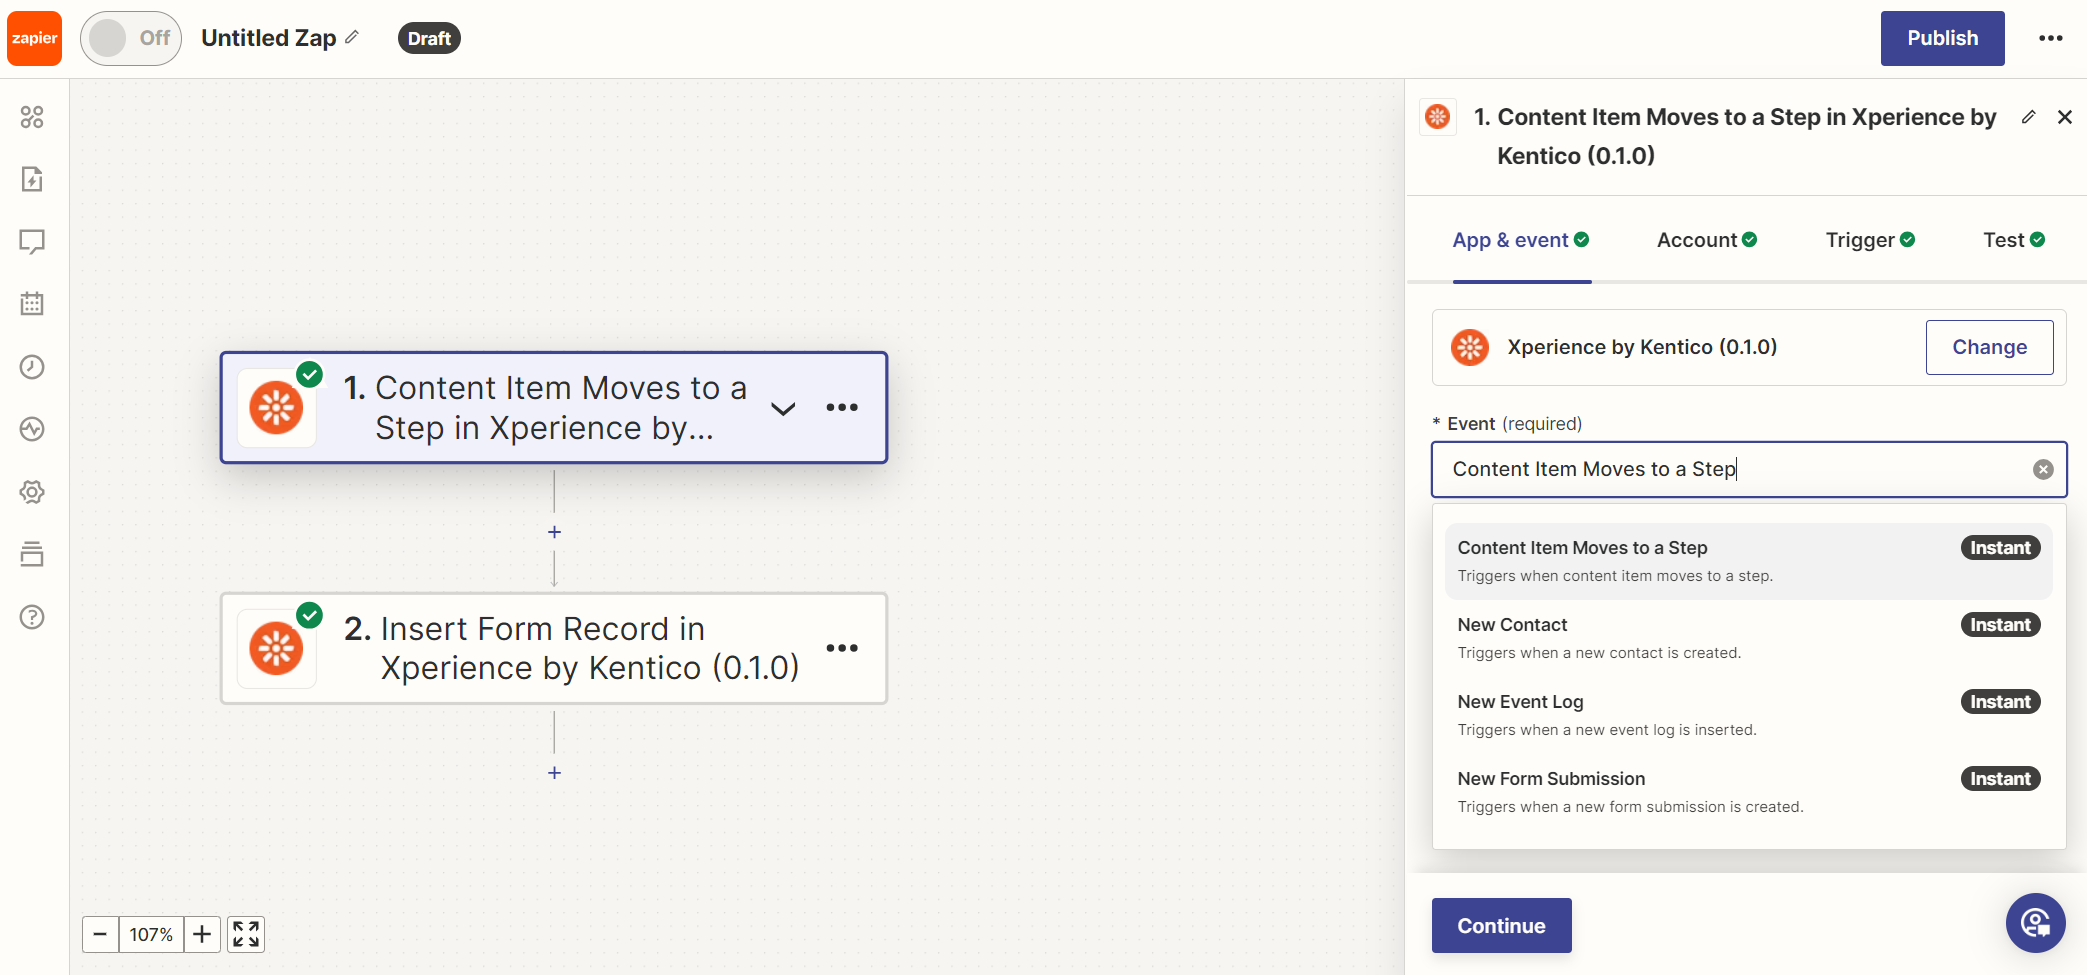 zapier
Off
Untitled Zap
Draft
Publish
1. Content Item Moves to a
Step in Xperience by...
2. Insert Form Record in
Xperience by Kentico (0.1.0)
107%
1. Content Item Moves to a Step in Xperience by
Kentico (0.1.0)
App & event
Account
Trigger
Test
Xperience by Kentico (0.1.0)
Change
* Event (required)
Content Item Moves to a Step
Content Item Moves to a Step
Instant
Triggers when content item moves to a step.
New Contact
Instant
Triggers when a new contact is created.
New Event Log
Instant
Triggers when a new event log is inserted.
New Form Submission
Instant
Triggers when a new form submission is created.
Continue